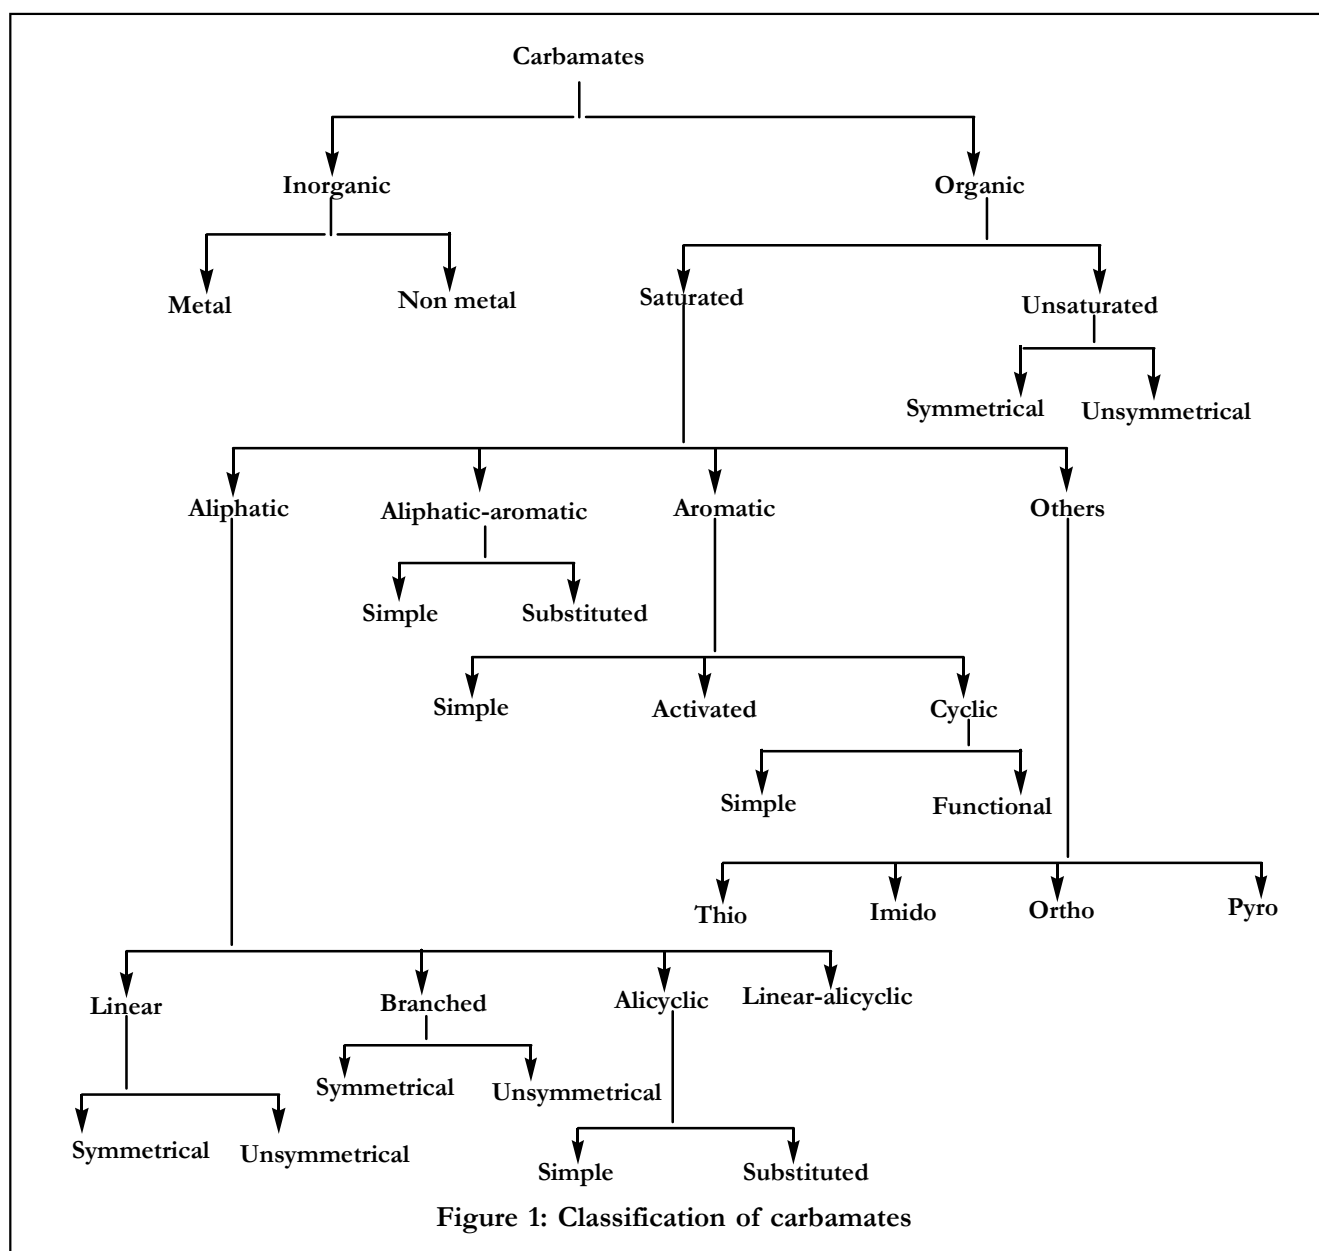 Carbamates
Inorganic Organic
Metal Non metal Saturated Unsaturated
Symmetrical Unsymmetrical
Aliphatic Aliphatic-aromatic Aromatic Others
Simple Substituted
Simple Activated Cyclic
Simple Functional
Thio Imido Ortho Pyro
Linear Branched Alicyclic Linear-alicyclic
Symmetrical Unsymmetrical
Symmetrical Unsymmetrical
Simple Substituted
Figure 1: Classification of carbamates